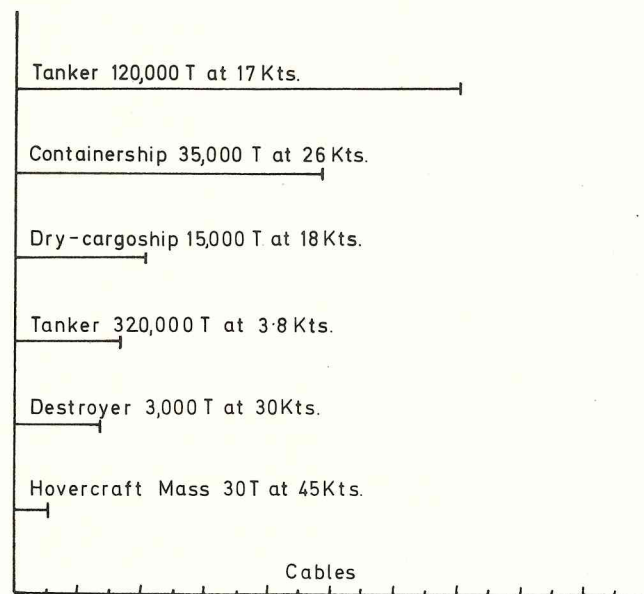 Tanker 120,000 T at 17 Kts.
Containership 35,000 T at 26 Kts.
Dry-cargoship 15,000 T at 18 Kts.
Tanker 320,000 T at 3·8 Kts.
Destroyer 3,000 T at 30Kts.
Hovercraft Mass 30T at 45Kts.
Cables